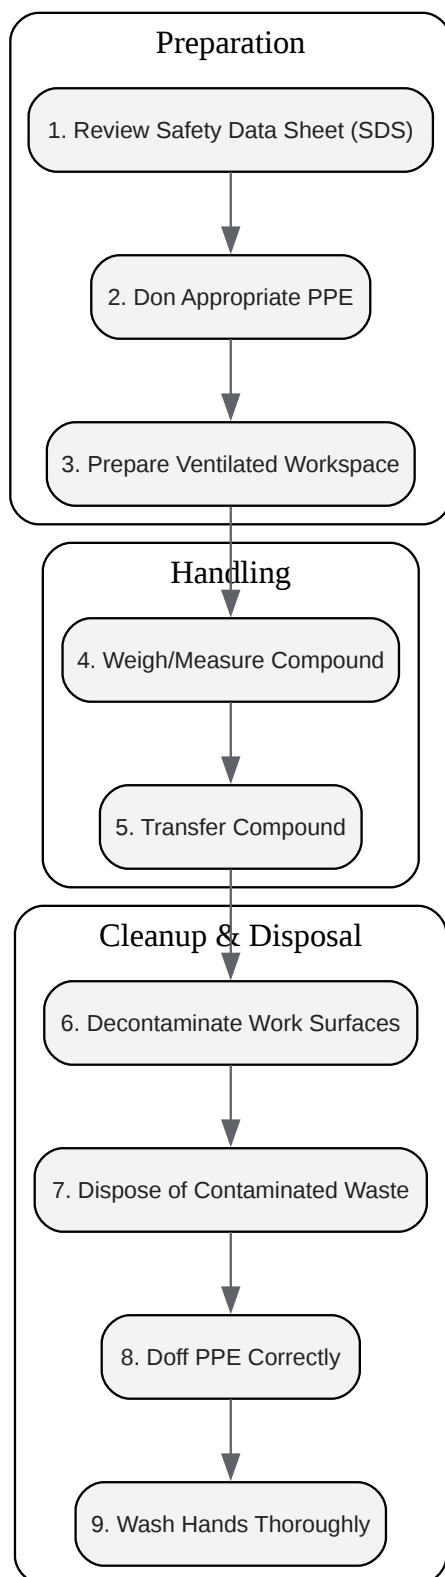 Preparation
1. Review Safety Data Sheet (SDS)
2. Don Appropriate PPE
3. Prepare Ventilated Workspace
Handling
4. Weigh/Measure Compound
5. Transfer Compound
Cleanup & Disposal
6. Decontaminate Work Surfaces
7. Dispose of Contaminated Waste
8. Doff PPE Correctly
9. Wash Hands Thoroughly